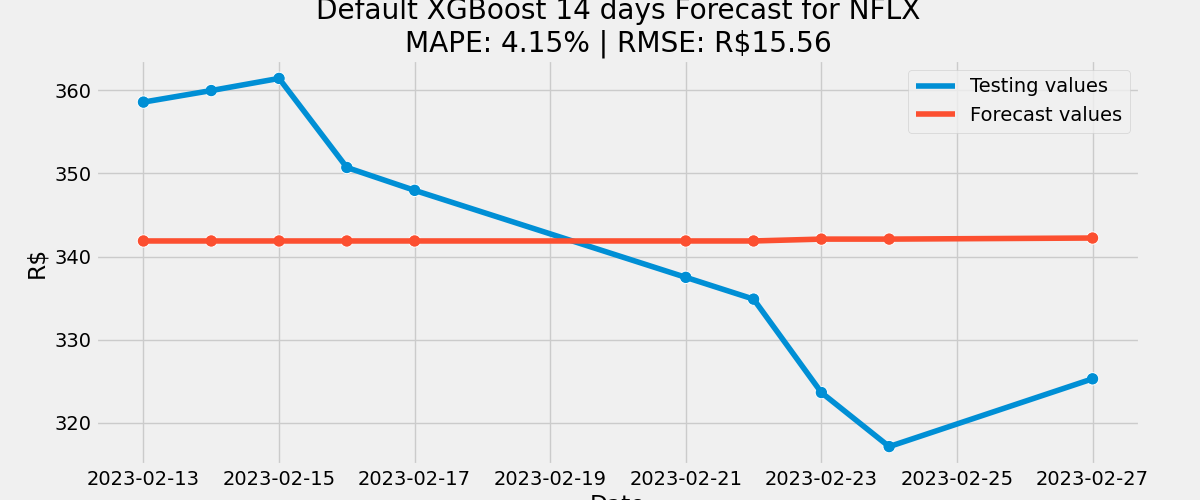 Default XGBoost 14 days Forecast for NFLX
MAPE: 4.15% | RMSE: R$15.56
Testing values
Forecast values
360
350
340
330
320
R$
2023-02-13 2023-02-15 2023-02-17 2023-02-19 2023-02-21 2023-02-23 2023-02-25 2023-02-27
Date